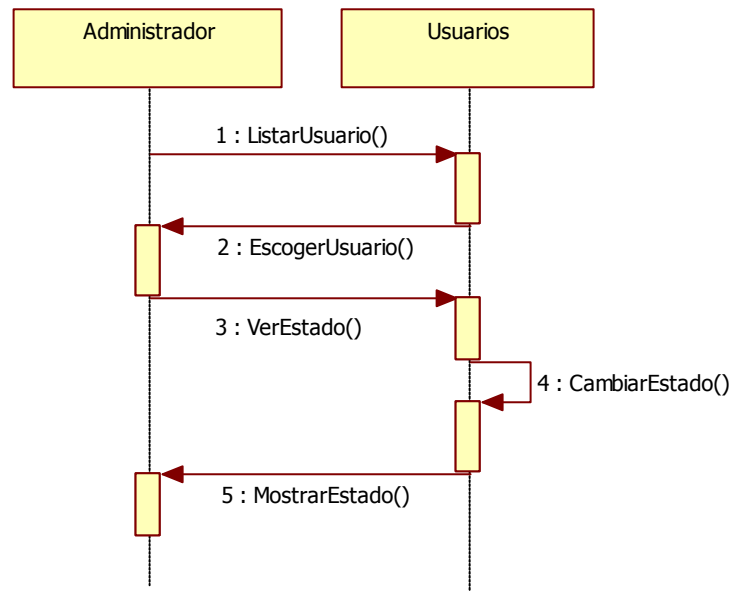 Administrador
Usuarios
1 : ListarUsuario()
2 : EscogerUsuario()
3 : VerEstado()
4 : CambiarEstado()
5 : MostrarEstado()